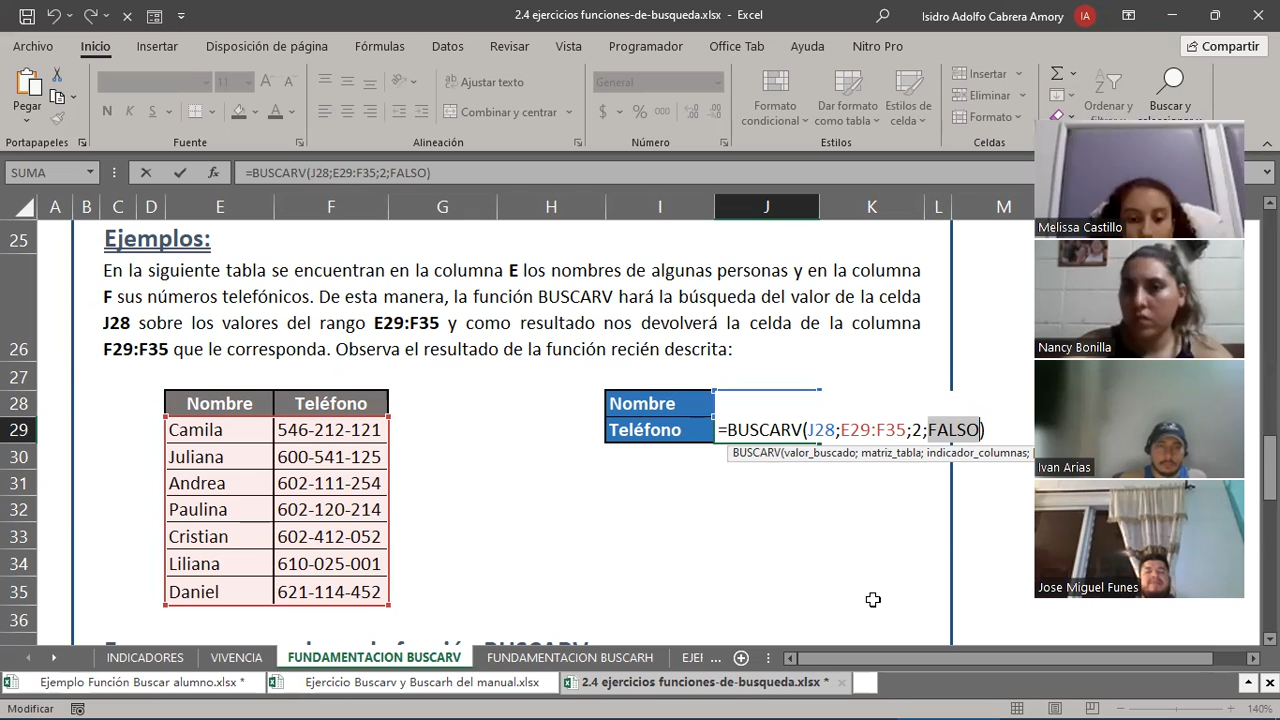 2.4 ejercicios funciones-de-busqueda.xlsx - Excel
Isidro Adolfo Cabrera Amory IA
Archivo Inicio Insertar Disposición de página Fórmulas Datos Revisar Vista Programador Office Tab Ayuda Nitro Pro Compartir
Pegar
11 A A
N K S A
Ajustar texto
Combinar y centrar
General
$ % 000
Formato condicional
Dar formato como tabla
Estilos de celda
Insertar
Eliminar
Formato
Ordenar y
Buscar y
Portapapeles Fuente Alineación Número Estilos Celdas
SUMA fx =BUSCARV(J28;E29:F35;2;FALSO)
A B C D E F G H I J K L M
25 Ejemplos:
En la siguiente tabla se encuentran en la columna E los nombres de algunas personas y en la columna
F sus números telefónicos. De esta manera, la función BUSCARV hará la búsqueda del valor de la celda
J28 sobre los valores del rango E29:F35 y como resultado nos devolverá la celda de la columna
26 F29:F35 que le corresponda. Observa el resultado de la función recién descrita:
27
28 Nombre Teléfono Nombre
29 Camila 546-212-121 Teléfono =BUSCARV(J28;E29:F35;2;FALSO)
BUSCARV(valor_buscado; matriz_tabla; indicador_columnas; [
30 Juliana 600-541-125
31 Andrea 602-111-254
32 Paulina 602-120-214
33 Cristian 602-412-052
34 Liliana 610-025-001
35 Daniel 621-114-452
36
Melissa Castillo
Nancy Bonilla
Ivan Arias
Jose Miguel Funes
INDICADORES VIVENCIA FUNDAMENTACION BUSCARV FUNDAMENTACION BUSCARH EJEI ...
Ejemplo Función Buscar alumno.xlsx * Ejercicio Buscarv y Buscarh del manual.xlsx 2.4 ejercicios funciones-de-busqueda.xlsx *
Modificar 140%